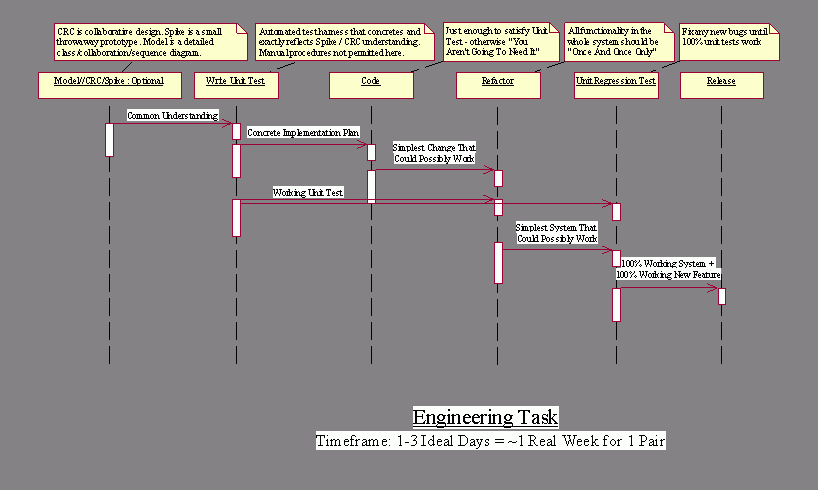 CRC is collaborative design. Spike is a small
throwaway prototype. Model is a detailed
class/collaboration/sequence diagram.
Automated test harness that concretes and
exactly reflects Spike / CRC understanding.
Manual procedures not permitted here.
Just enough to satisfy Unit
Test - otherwise "You
Aren't Going To Need It"
All functionality in the
whole system should be
"Once And Once Only"
Fix any new bugs until
100% unit tests work
Model//CRC/Spike : Optional
Write Unit Test
Code
Refactor
Unit Regression Test
Release
Common Understanding
Concrete Implementation Plan
Simplest Change That
Could Possibly Work
Working Unit Test
Simplest System That
Could Possibly Work
100% Working System +
100% Working New Feature
Engineering Task
Timeframe: 1-3 Ideal Days = ~1 Real Week for 1 Pair